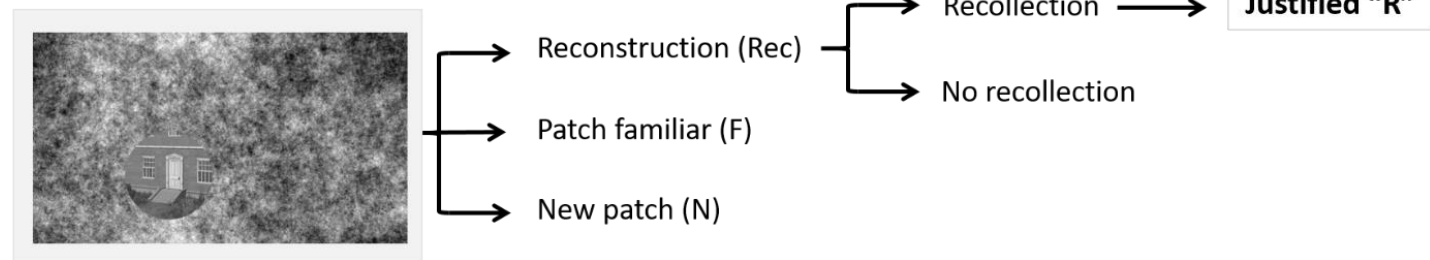 Recollection
Justified "R"
Reconstruction (Rec)
No recollection
Patch familiar (F)
New patch (N)